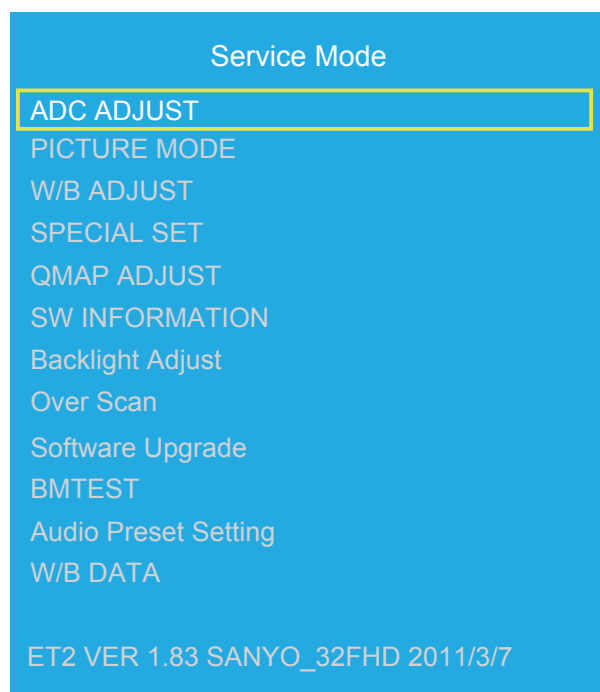 Service Mode
ADC ADJUST
PICTURE MODE
W/B ADJUST
SPECIAL SET
QMAP ADJUST
SW INFORMATION
Backlight Adjust
Over Scan
Software Upgrade
BMTEST
Audio Preset Setting
W/B DATA
ET2 VER 1.83 SANYO_32FHD 2011/3/7